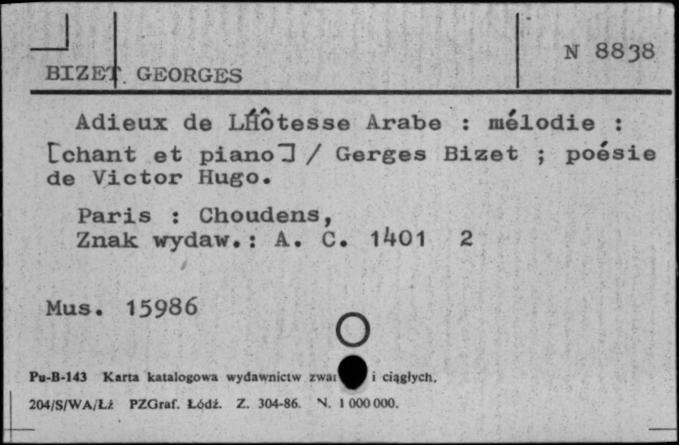 N 8838
BIZET GEORGES
Adieux de L'Hôtesse Arabe : mélodie :
[chant et piano] / Gerges Bizet ; poésie
de Victor Hugo.
Paris : Choudens,
Znak wydaw.: A. C. 1401 2
Mus. 15986
Pu-B-143 Karta katalogowa wydawnictw i ciągłych.
204/S/WA/Łź PZGraf. Łódź. Z. 304-86. N. 1 000 000.